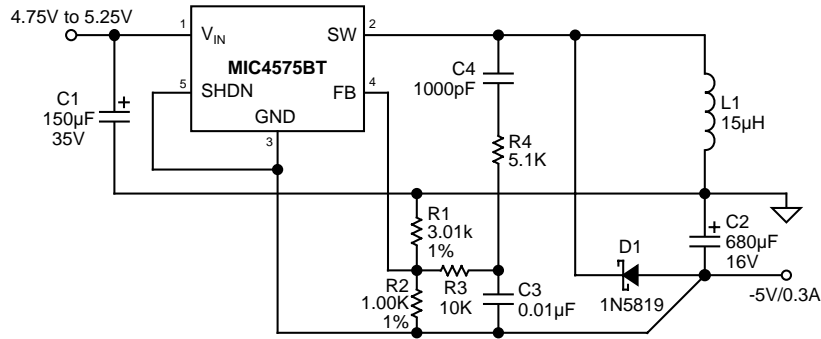 4.75V to 5.25V
1
VIN
SW
2
MIC4575BT
5
SHDN
FB
4
GND
3
C1
150µF
35V
C4
1000pF
R4
5.1K
L1
15µH
R1
3.01k
1%
R2
1.00K
1%
R3
10K
C3
0.01µF
D1
1N5819
C2
680µF
16V
-5V/0.3A